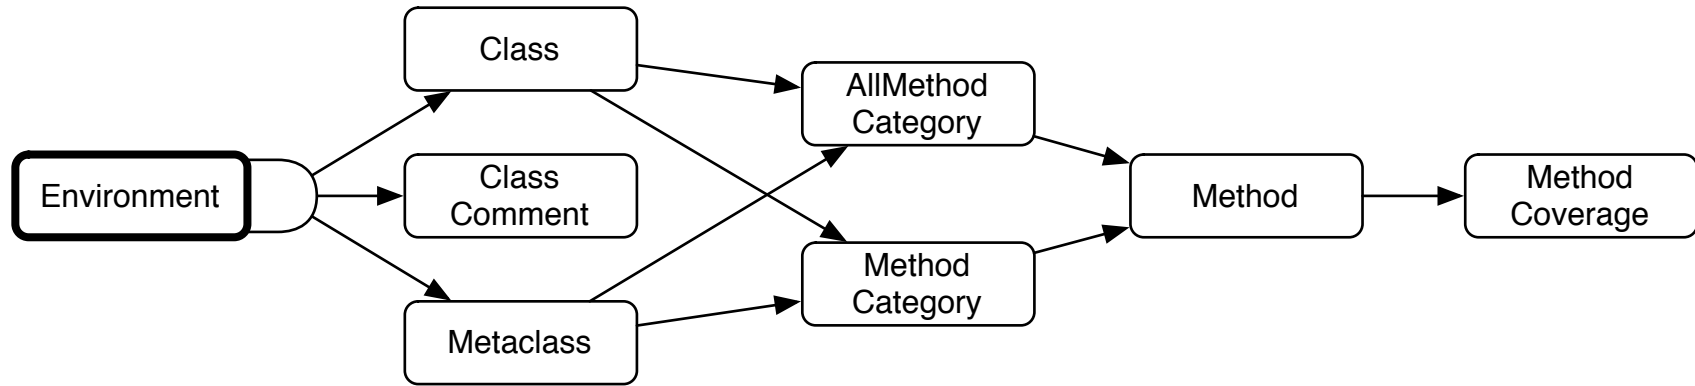 Environment
Class
Class
Comment
Metaclass
AllMethod
Category
Method
Category
Method
Method
Coverage